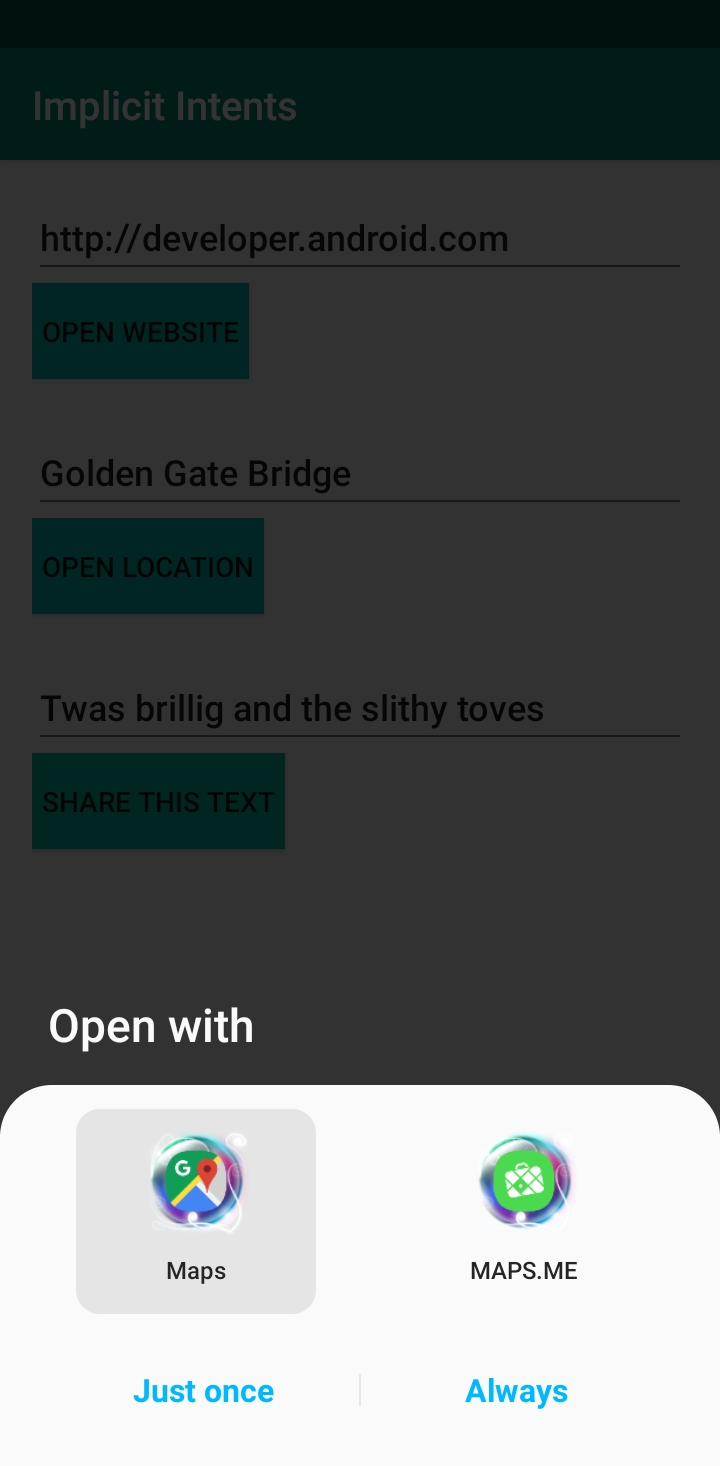 Implicit Intents
http://developer.android.com
OPEN WEBSITE
Golden Gate Bridge
OPEN LOCATION
Twas brillig and the slithy toves
SHARE THIS TEXT
Open with
G
Maps
MAPS.ME
Just once
Always